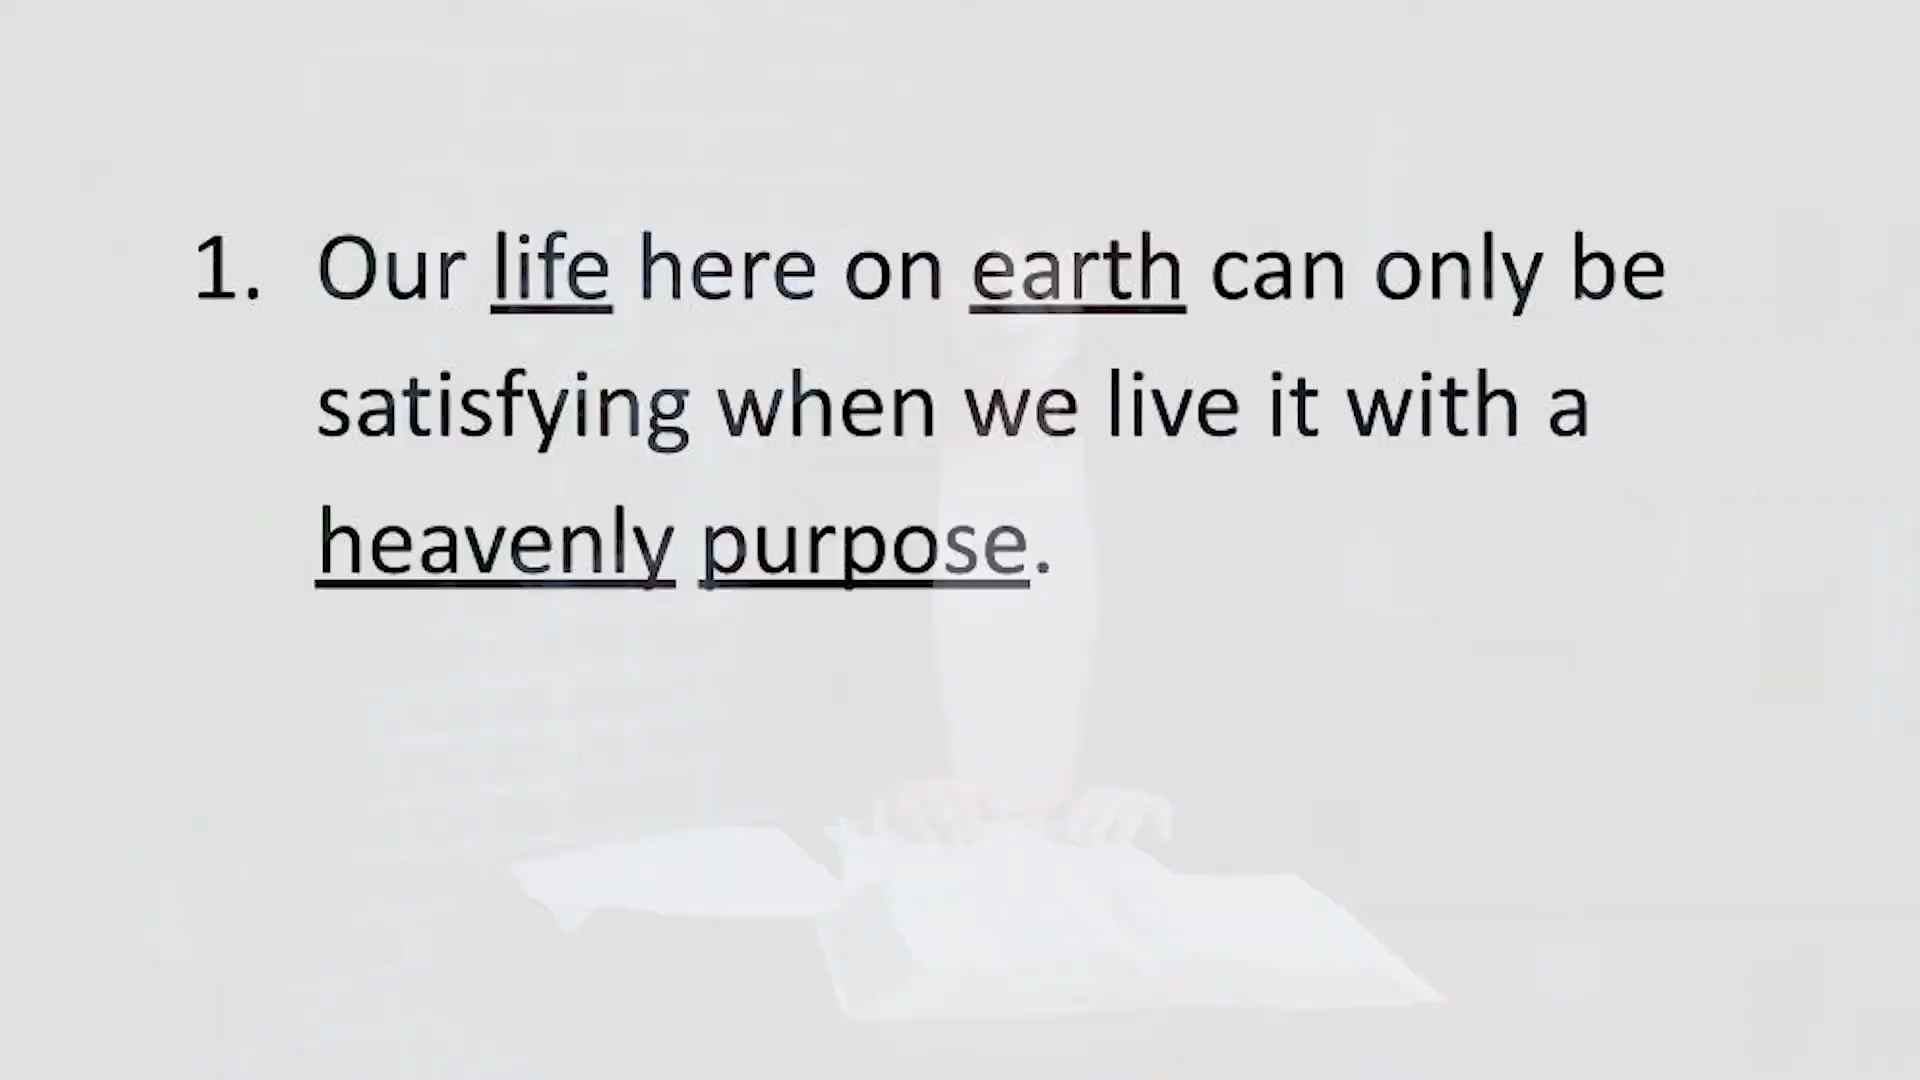 1. Our life here on earth can only be
satisfying when we live it with a
heavenly purpose.